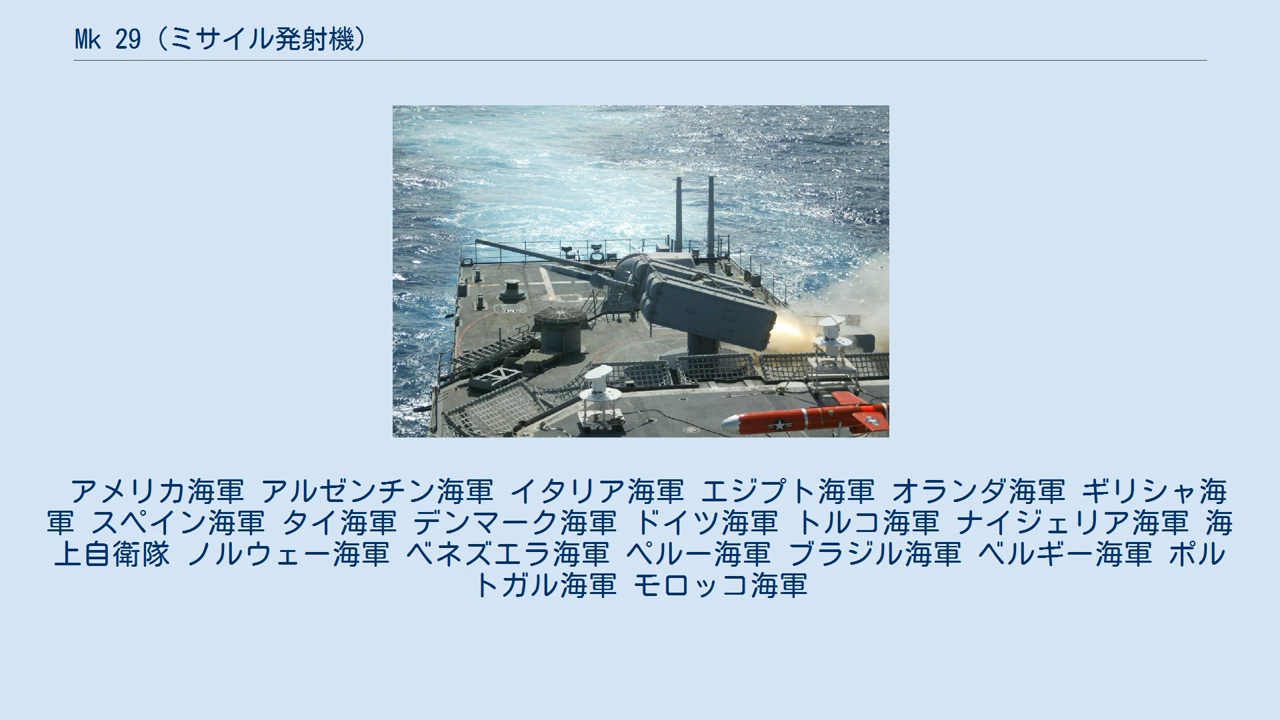 Mk 29（ミサイル発射機）
アメリカ海軍 アルゼンチン海軍 イタリア海軍 エジプト海軍 オランダ海軍 ギリシャ海
軍 スペイン海軍 タイ海軍 デンマーク海軍 ドイツ海軍 トルコ海軍 ナイジェリア海軍 海
上自衛隊 ノルウェー海軍 ベネズエラ海軍 ペルー海軍 ブラジル海軍 ベルギー海軍 ポル
トガル海軍 モロッコ海軍